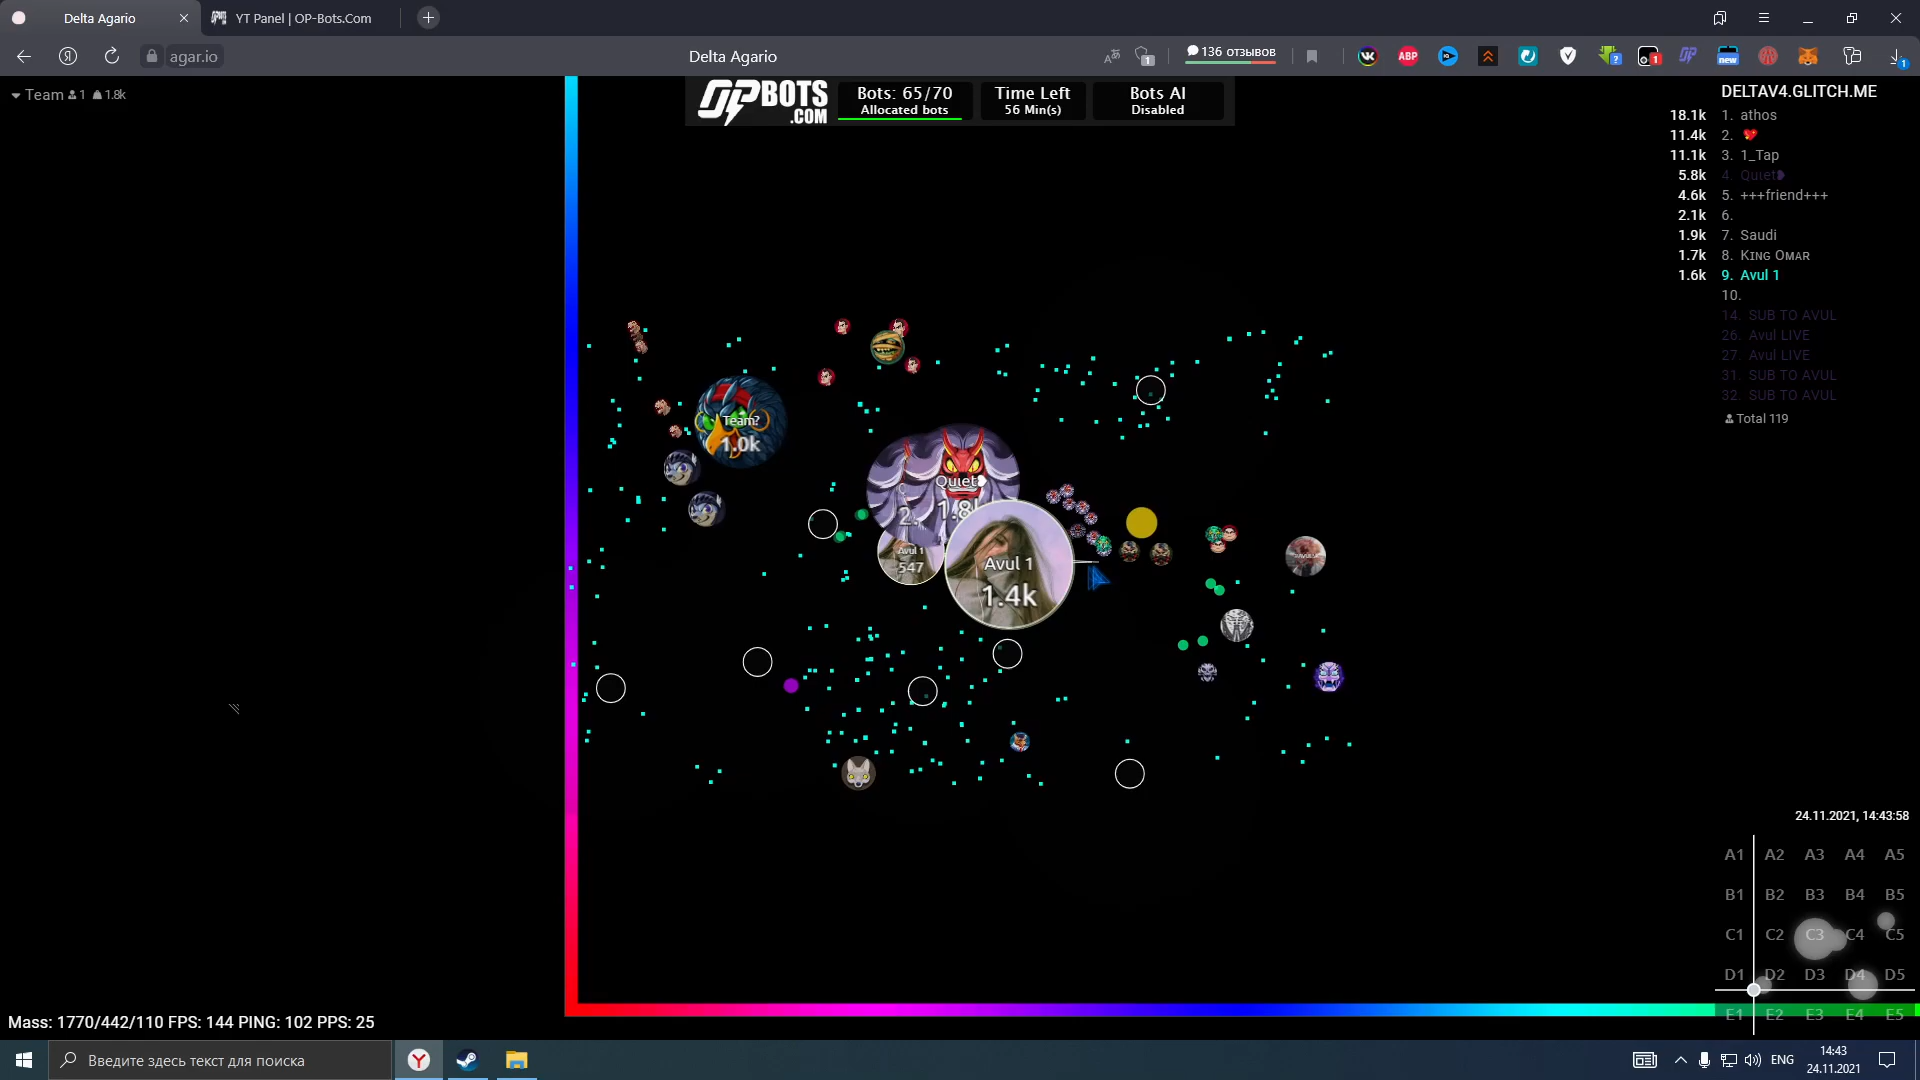 Delta Agario
YT Panel | OP-Bots.Com
agar.io
Delta Agario
136 отзывов
Team 1 1.8k
OPBOTS.COM
Bots: 65/70
Allocated bots
Time Left
56 Min(s)
Bots AI
Disabled
DELTAV4.GLITCH.ME
18.1k 1. athos
11.4k 2. 💖
11.1k 3. 1_Tap
5.8k 4. Quıet❥
4.6k 5. +++friend+++
2.1k 6.
1.9k 7. Saudi
1.7k 8. Kɪɴɢ Oᴍᴀʀ
1.6k 9. Avul 1
10.
14. SUB TO AVUL
26. Avul LIVE
27. Avul LIVE
31. SUB TO AVUL
32. SUB TO AVUL
Total 119
Team?
1.0k
Quıet❥
Avul 1
547
Avul 1
1.4k
24.11.2021, 14:43:58
A1 A2 A3 A4 A5
B1 B2 B3 B4 B5
C1 C2 C3 C4 C5
D1 D2 D3 D4 D5
E1 E2 E3 E4 E5
Mass: 1770/442/110 FPS: 144 PING: 102 PPS: 25
Введите здесь текст для поиска
ENG
14:43
24.11.2021